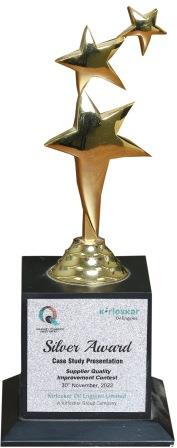 Kirloskar
Oil Engines
Silver Award
Case Study Presentation
Supplier Quality
Improvement Contest
30th November, 2022
Kirloskar Oil Engines Limited
A Kirloskar Group Company